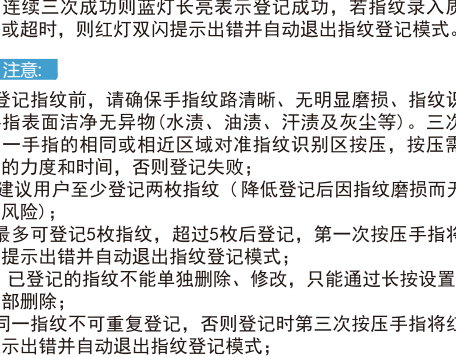 连续三次成功则蓝灯长亮表示登记成功，若指纹录入质
或超时，则红灯双闪提示出错并自动退出指纹登记模式。
注意:
登记指纹前，请确保手指纹路清晰、无明显磨损、指纹识
指表面洁净无异物(水渍、油渍、汗渍及灰尘等)。三次
一手指的相同或相近区域对准指纹识别区按压，按压需
的力度和时间，否则登记失败；
建议用户至少登记两枚指纹（降低登记后因指纹磨损而无
风险)；
最多可登记5枚指纹，超过5枚后登记，第一次按压手指将
提示出错并自动退出指纹登记模式；
已登记的指纹不能单独删除、修改，只能通过长按设置
部删除；
同一指纹不可重复登记，否则登记时第三次按压手指将红
示出错并自动退出指纹登记模式；